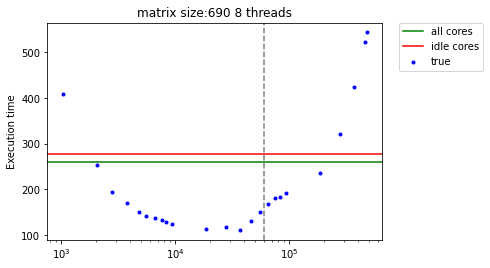 matrix size:690 8 threads
all cores
idle cores
true
Execution time
500
400
300
200
100
10³
10⁴
10⁵